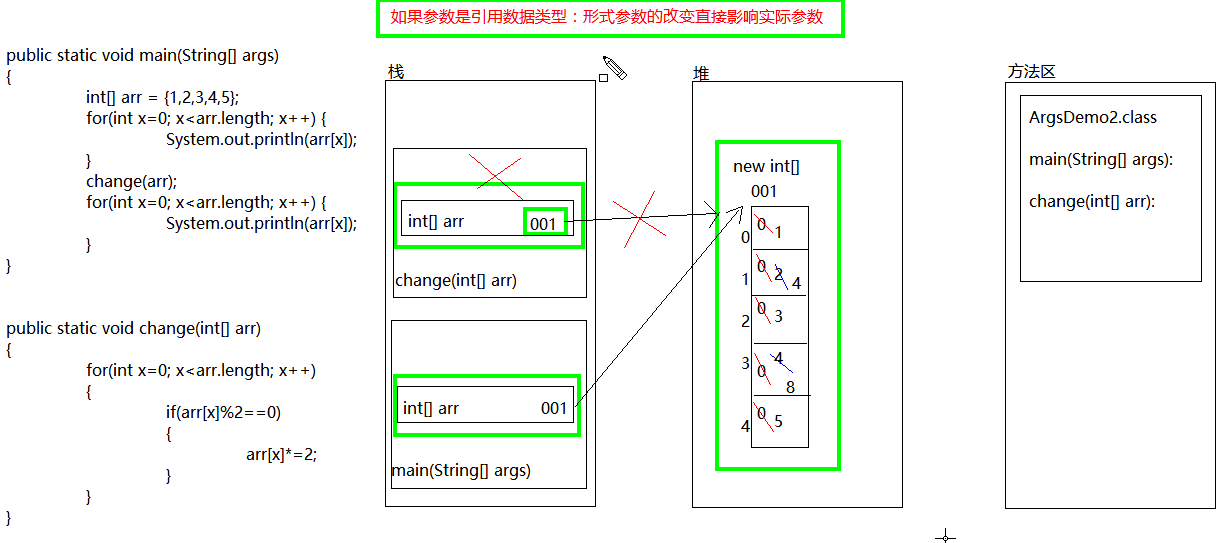 如果参数是引用数据类型：形式参数的改变直接影响实际参数
public static void main(String[] args)
{
int[] arr = {1,2,3,4,5};
for(int x=0; x<arr.length; x++) {
System.out.println(arr[x]);
}
change(arr);
for(int x=0; x<arr.length; x++) {
System.out.println(arr[x]);
}
}
public static void change(int[] arr)
{
for(int x=0; x<arr.length; x++)
{
if(arr[x]%2==0)
{
arr[x]*=2;
}
}
}
栈
int[] arr 001
change(int[] arr)
int[] arr 001
main(String[] args)
堆
new int[]
001
0 0 1
1 0 2 4
2 0 3
3 0 4 8
4 0 5
方法区
ArgsDemo2.class
main(String[] args):
change(int[] arr):